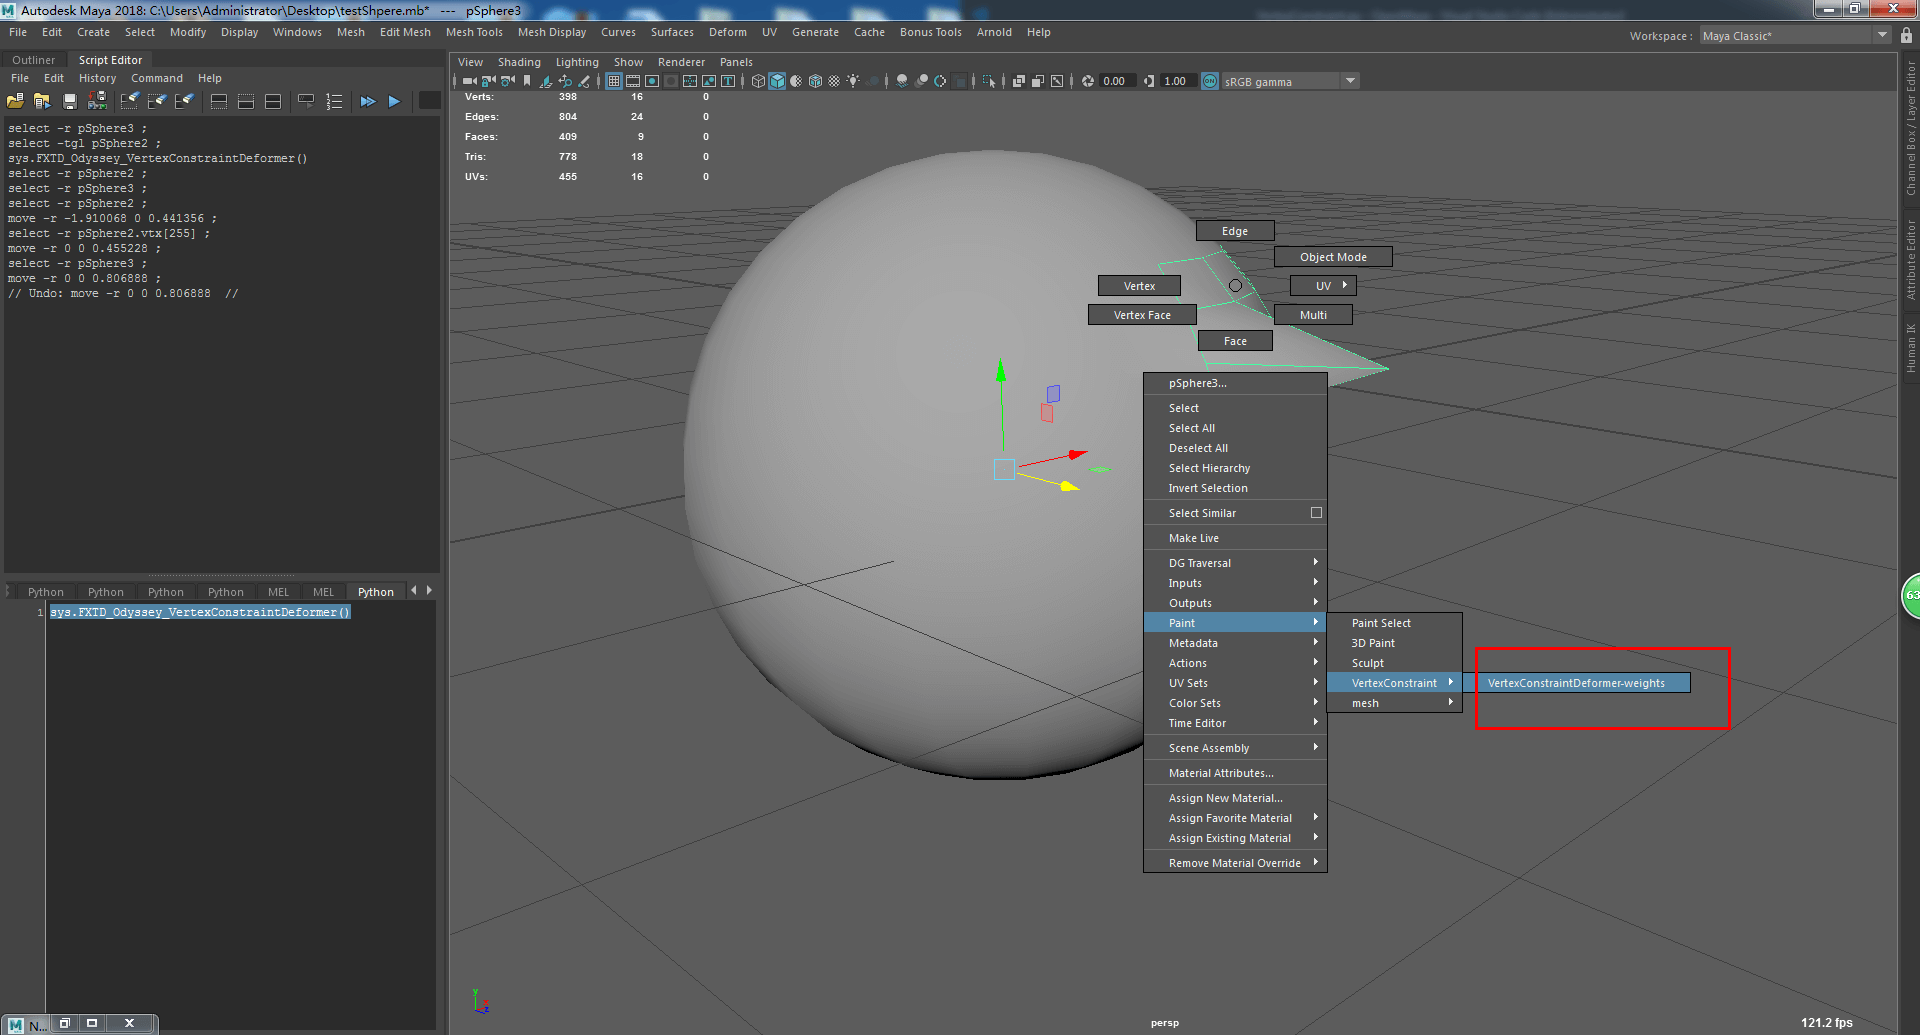 Autodesk Maya 2018: C:\Users\Administrator\Desktop\testShpere.mb* --- pSphere3
File Edit Create Select Modify Display Windows Mesh Edit Mesh Mesh Tools Mesh Display Curves Surfaces Deform UV Generate Cache Bonus Tools Arnold Help
Workspace : Maya Classic*
Outliner Script Editor
File Edit History Command Help
select -r pSphere3 ;
select -tgl pSphere2 ;
sys.FXTD_Odyssey_VertexConstraintDeformer()
select -r pSphere2 ;
select -r pSphere3 ;
select -r pSphere2 ;
move -r -1.910068 0 0.441356 ;
select -r pSphere2.vtx[255] ;
move -r 0 0 0.455228 ;
select -r pSphere3 ;
move -r 0 0 0.806888 ;
// Undo: move -r 0 0 0.806888 //
Python Python Python Python MEL MEL Python
1 sys.FXTD_Odyssey_VertexConstraintDeformer()
N...
View Shading Lighting Show Renderer Panels
0.00 1.00 ON sRGB gamma
Verts: 398 16 0
Edges: 804 24 0
Faces: 409 9 0
Tris: 778 18 0
UVs: 455 16 0
Edge
Object Mode
Vertex
UV
Vertex Face
Multi
Face
pSphere3...
Select
Select All
Deselect All
Select Hierarchy
Invert Selection
Select Similar
Make Live
DG Traversal
Inputs
Outputs
Paint
Metadata
Actions
UV Sets
Color Sets
Time Editor
Scene Assembly
Material Attributes...
Assign New Material...
Assign Favorite Material
Assign Existing Material
Remove Material Override
Paint Select
3D Paint
Sculpt
VertexConstraint
mesh
VertexConstraintDeformer-weights
Channel Box / Layer Editor
Attribute Editor
Human IK
63
y
persp
121.2 fps